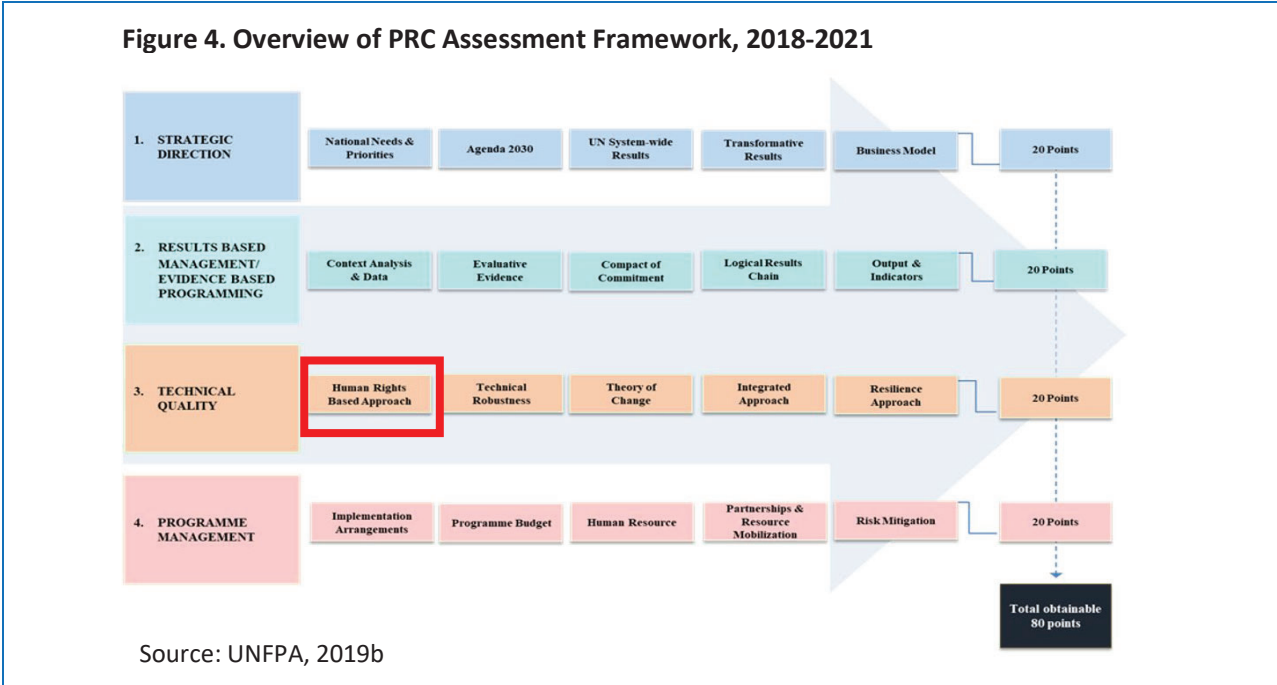 Figure 4. Overview of PRC Assessment Framework, 2018-2021
1. STRATEGIC
DIRECTION
National Needs &
Priorities
Agenda 2030
UN System-wide
Results
Transformative
Results
Business Model
20 Points
2. RESULTS BASED
MANAGEMENT/
EVIDENCE BASED
PROGRAMMING
Context Analysis
& Data
Evaluative
Evidence
Compact of
Commitment
Logical Results
Chain
Output &
Indicators
20 Points
3. TECHNICAL
QUALITY
Human Rights
Based Approach
Technical
Robustness
Theory of
Change
Integrated
Approach
Resilience
Approach
20 Points
4. PROGRAMME
MANAGEMENT
Implementation
Arrangements
Programme Budget
Human Resource
Partnerships &
Resource
Mobilization
Risk Mitigation
20 Points
Total obtainable
80 points
Source: UNFPA, 2019b